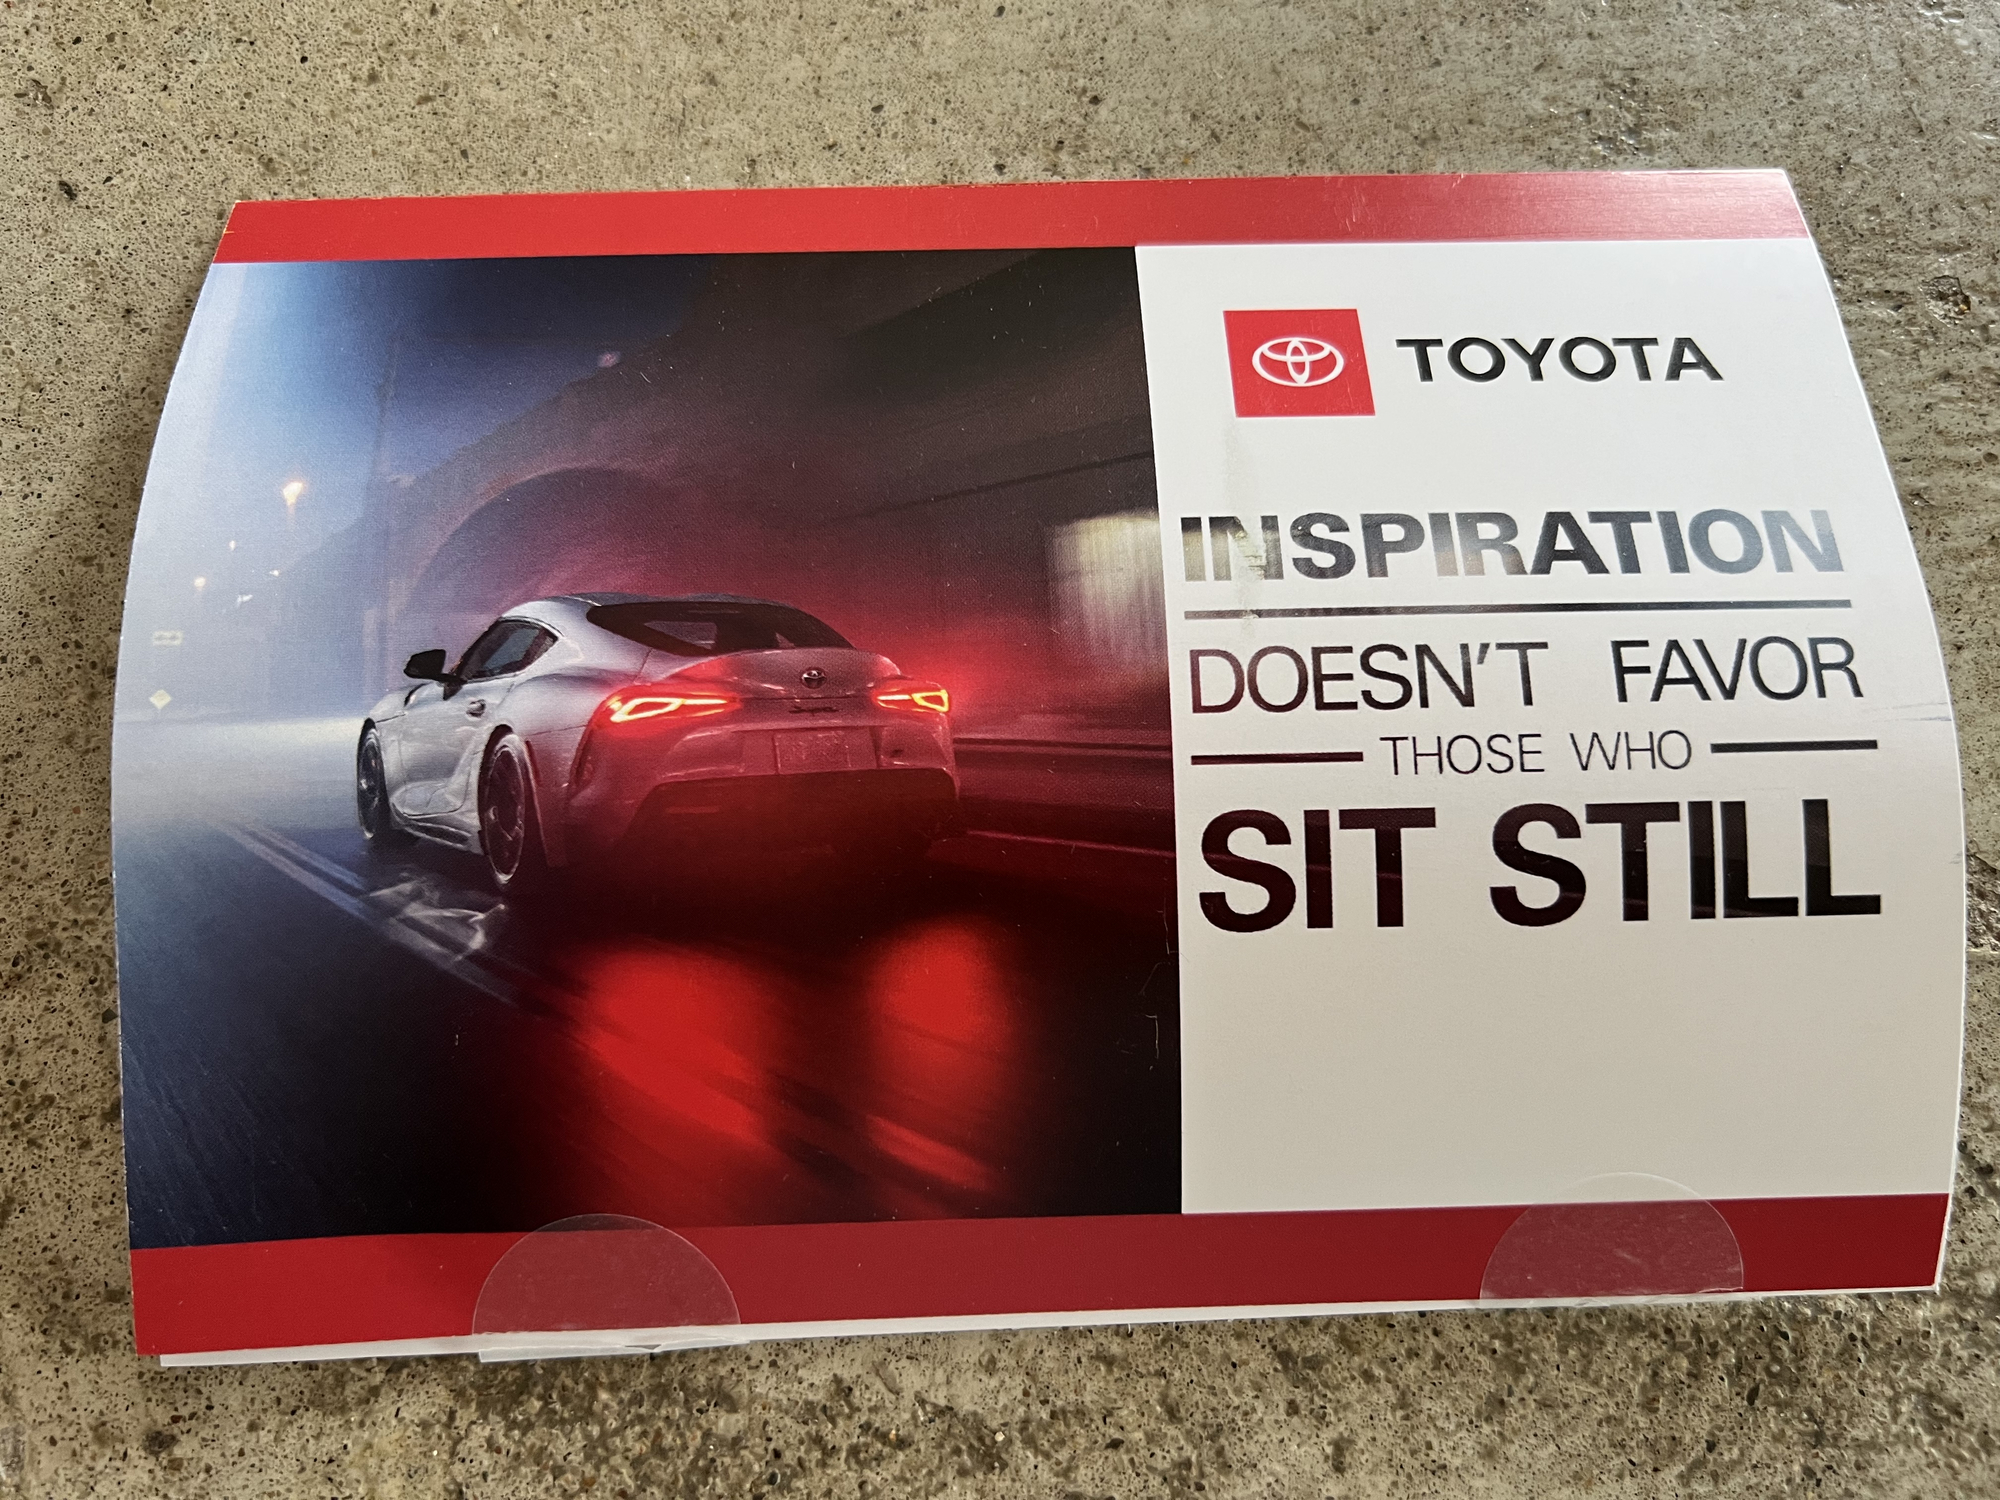 TOYOTA
INSPIRATION
DOESN'T FAVOR
THOSE WHO
SIT STILL